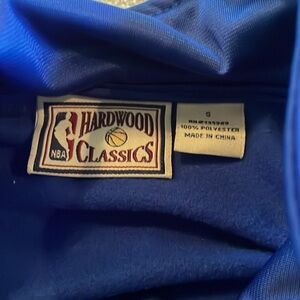 HARDWOOD
NBA CLASSICS
S
100% POLYESTER
MADE IN CHINA